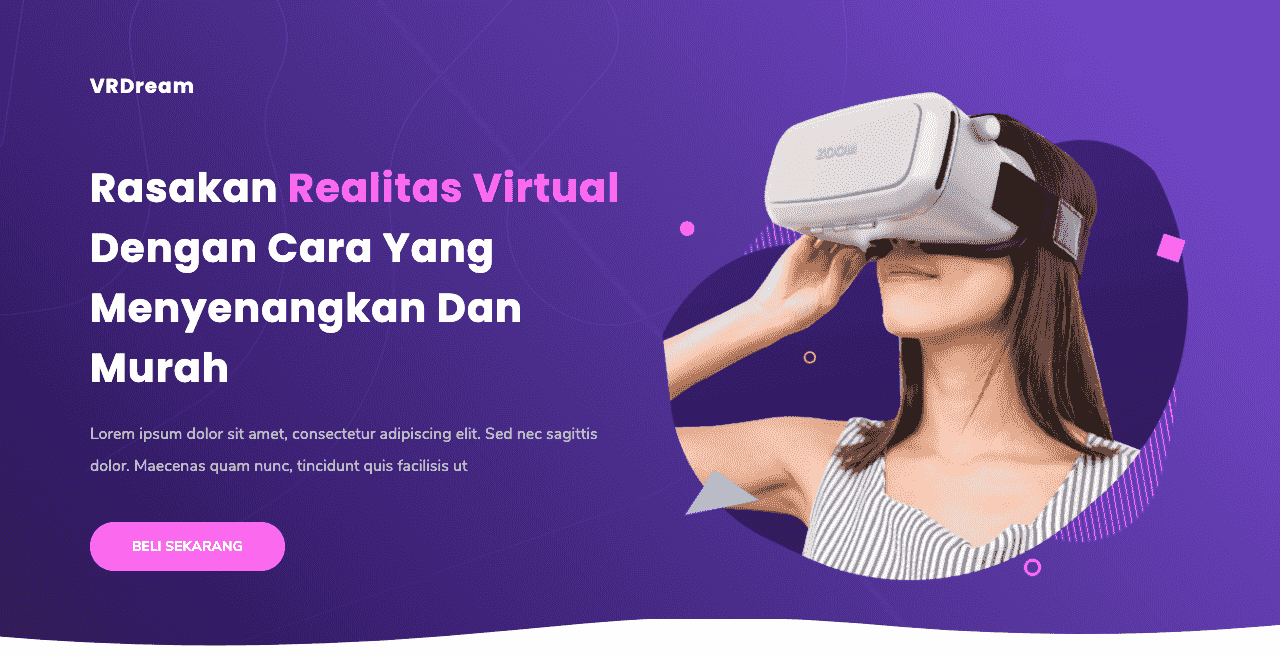 VRDream
Rasakan Realitas Virtual
Dengan Cara Yang
Menyenangkan Dan
Murah
Lorem ipsum dolor sit amet, consectetur adipiscing elit. Sed nec sagittis
dolor. Maecenas quam nunc, tincidunt quis facilisis ut
BELI SEKARANG
ZOOM